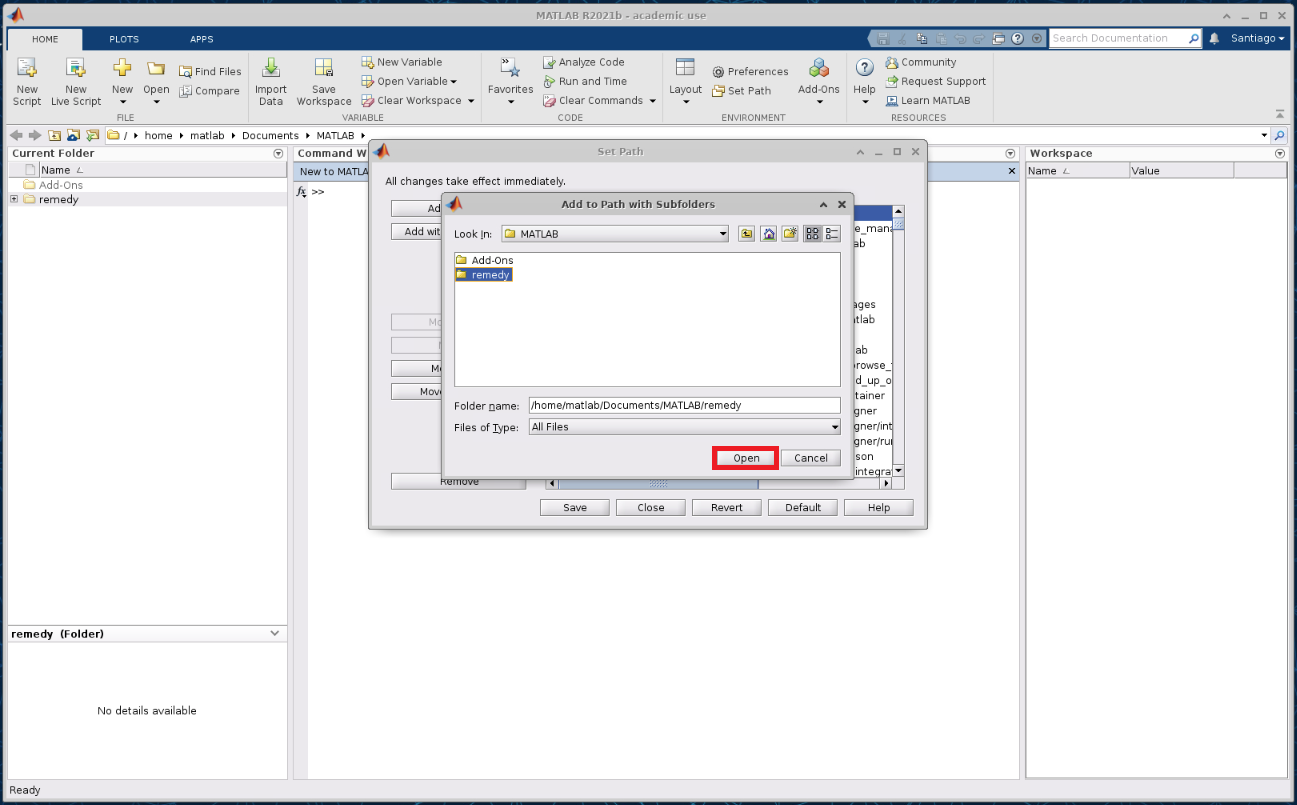 MATLAB R2021b - academic use
HOME PLOTS APPS
Search Documentation Santiago
New Script
New Live Script
New
Open
Find Files
Compare
FILE
Import Data
Save Workspace
New Variable
Open Variable
Clear Workspace
VARIABLE
Favorites
Analyze Code
Run and Time
Clear Commands
CODE
Layout
Preferences
Set Path
Add-Ons
ENVIRONMENT
Help
Community
Request Support
Learn MATLAB
RESOURCES
/ home matlab Documents MATLAB
Current Folder
Name
Add-Ons
remedy
remedy (Folder)
No details available
Ready
Command W
New to MATLA
fx >>
Workspace
Name Value
Set Path
All changes take effect immediately.
Ad
Add wit
Mo
M
Mo
Move
Remove
e_mana
ab
ages
tlab
ab
rowse_
d_up_o
tainer
gner
gner/int
gner/ru
son
integra
Save Close Revert Default Help
Add to Path with Subfolders
Look In: MATLAB
Add-Ons
remedy
Folder name: /home/matlab/Documents/MATLAB/remedy
Files of Type: All Files
Open Cancel